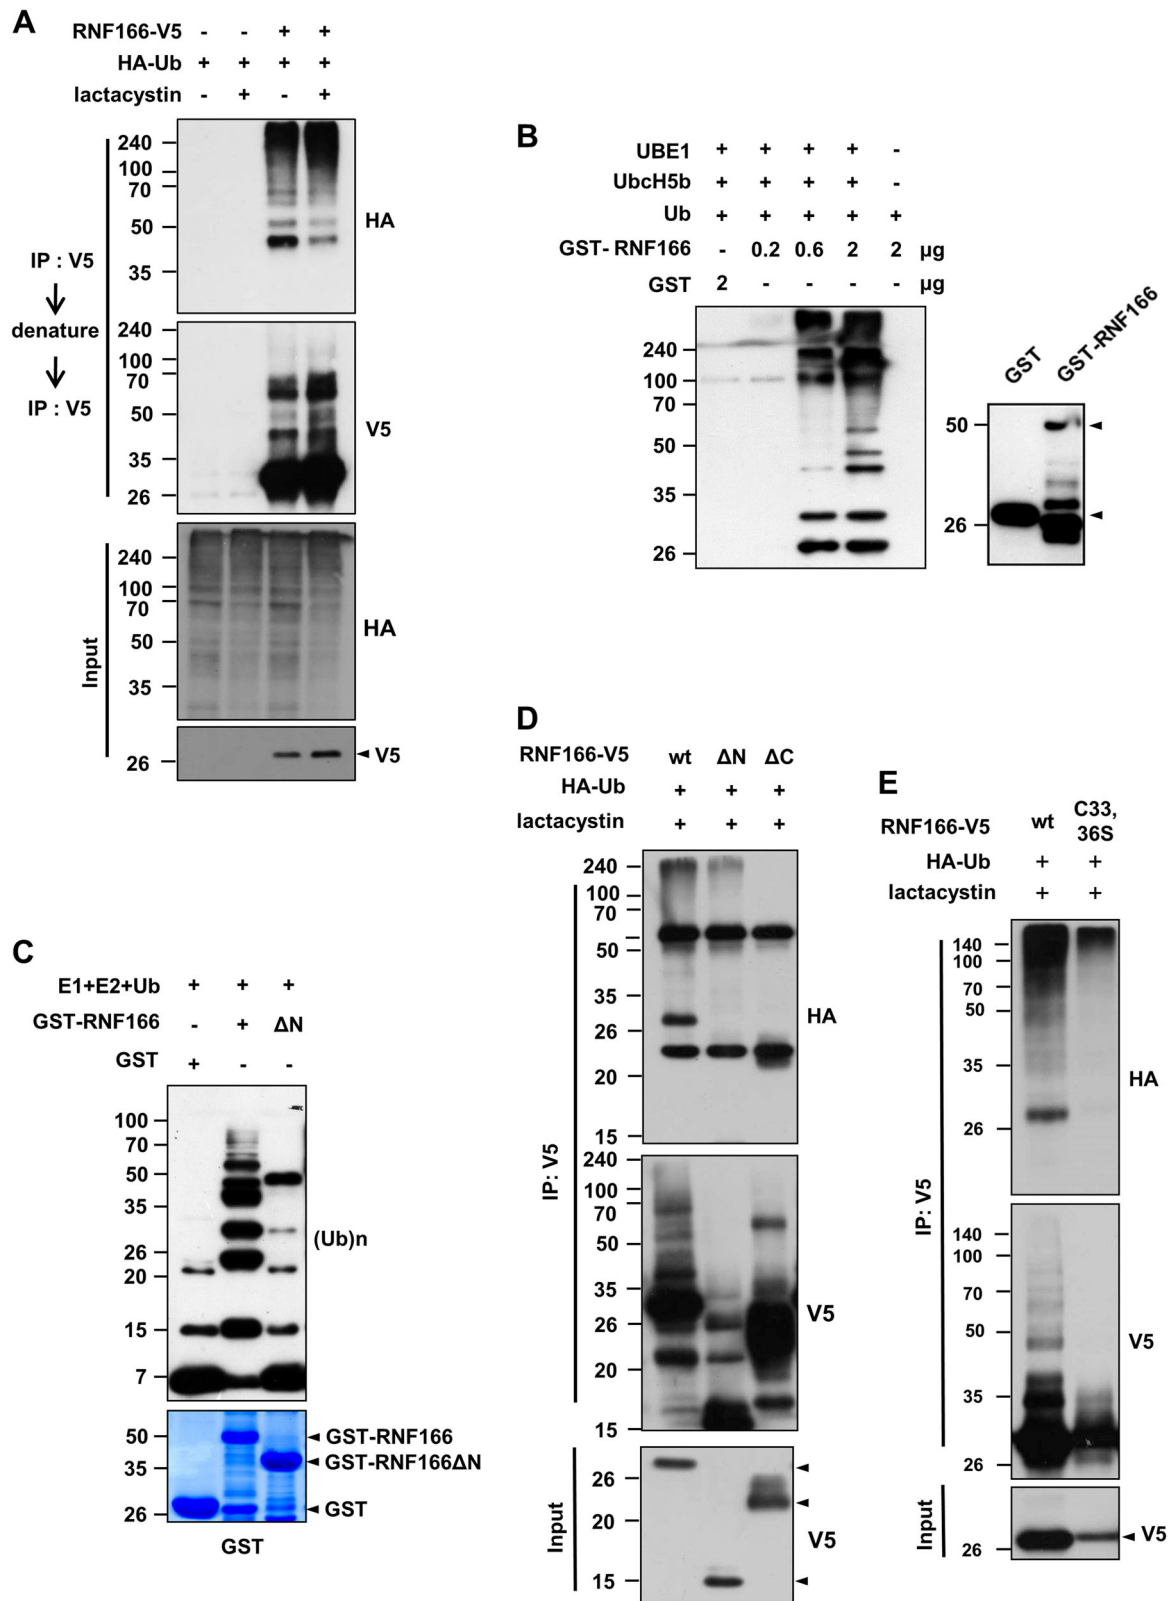 A
RNF166-V5 - - + +
HA-Ub + + + +
lactacystin - + - +
240
100
70
50
35
HA
IP : V5
denature
IP : V5
240
100
70
50
35
26
V5
Input
240
100
70
50
35
HA
26
V5
B
UBE1 + + + + -
UbcH5b + + + + -
Ub + + + + +
GST- RNF166 - 0.2 0.6 2 2 μg
GST 2 - - - - μg
240
100
70
50
35
26
GST
GST-RNF166
50
26
C
E1+E2+Ub + + +
GST-RNF166 - + ΔN
GST + - -
100
70
50
35
26
20
15
7
(Ub)n
50
35
26
GST-RNF166
GST-RNF166ΔN
GST
GST
D
RNF166-V5 wt ΔN ΔC
HA-Ub + + +
lactacystin + + +
IP: V5
240
100
70
50
35
26
20
15
HA
240
100
70
50
35
26
20
15
V5
Input
26
20
15
V5
E
RNF166-V5 wt C33,
36S
HA-Ub + +
lactacystin + +
IP: V5
140
100
70
50
35
26
HA
140
100
70
50
35
26
V5
Input
26
V5